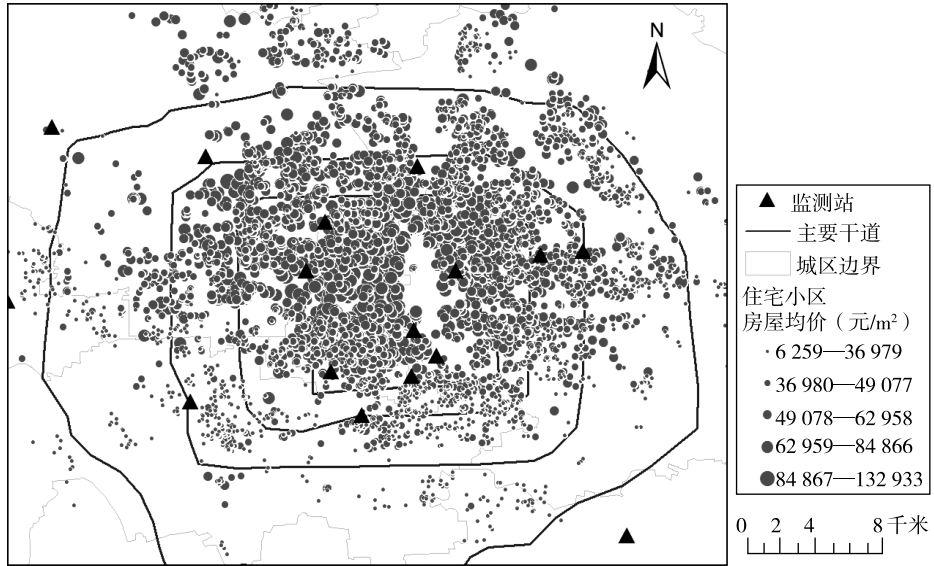 N
监测站
主要干道
城区边界
住宅小区
房屋均价（元/m²）
6 259—36 979
36 980—49 077
49 078—62 958
62 959—84 866
84 867—132 933
0 2 4 8千米